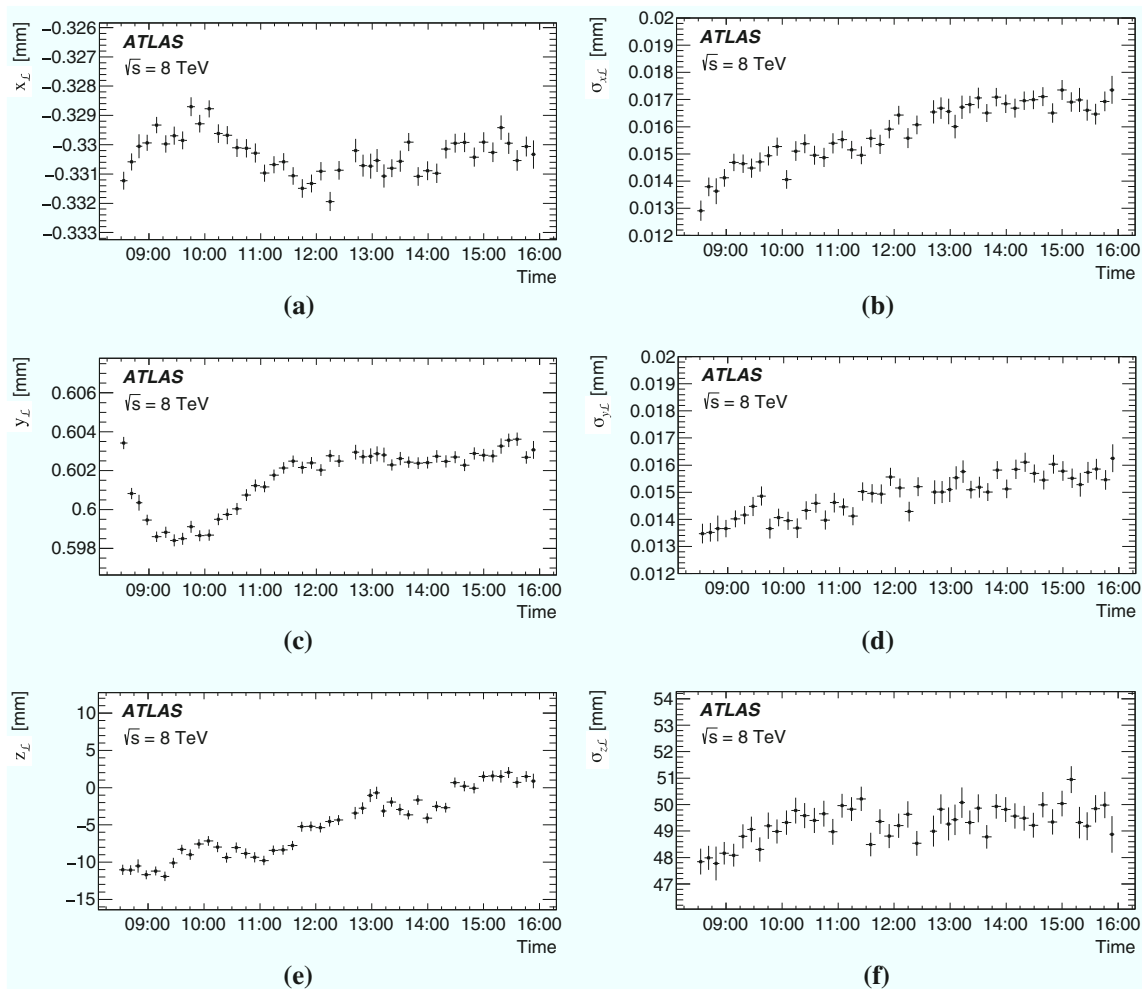 x_ℒ [mm]
−0.326
−0.327
−0.328
−0.329
−0.33
−0.331
−0.332
−0.333
ATLAS
√s = 8 TeV
09:00 10:00 11:00 12:00 13:00 14:00 15:00 16:00
Time
(a)
σ_xℒ [mm]
0.02
0.019
0.018
0.017
0.016
0.015
0.014
0.013
0.012
ATLAS
√s = 8 TeV
09:00 10:00 11:00 12:00 13:00 14:00 15:00 16:00
Time
(b)
y_ℒ [mm]
0.606
0.604
0.602
0.6
0.598
ATLAS
√s = 8 TeV
09:00 10:00 11:00 12:00 13:00 14:00 15:00 16:00
Time
(c)
σ_yℒ [mm]
0.02
0.019
0.018
0.017
0.016
0.015
0.014
0.013
0.012
ATLAS
√s = 8 TeV
09:00 10:00 11:00 12:00 13:00 14:00 15:00 16:00
Time
(d)
z_ℒ [mm]
10
5
0
−5
−10
−15
ATLAS
√s = 8 TeV
09:00 10:00 11:00 12:00 13:00 14:00 15:00 16:00
Time
(e)
σ_zℒ [mm]
54
53
52
51
50
49
48
47
ATLAS
√s = 8 TeV
09:00 10:00 11:00 12:00 13:00 14:00 15:00 16:00
Time
(f)